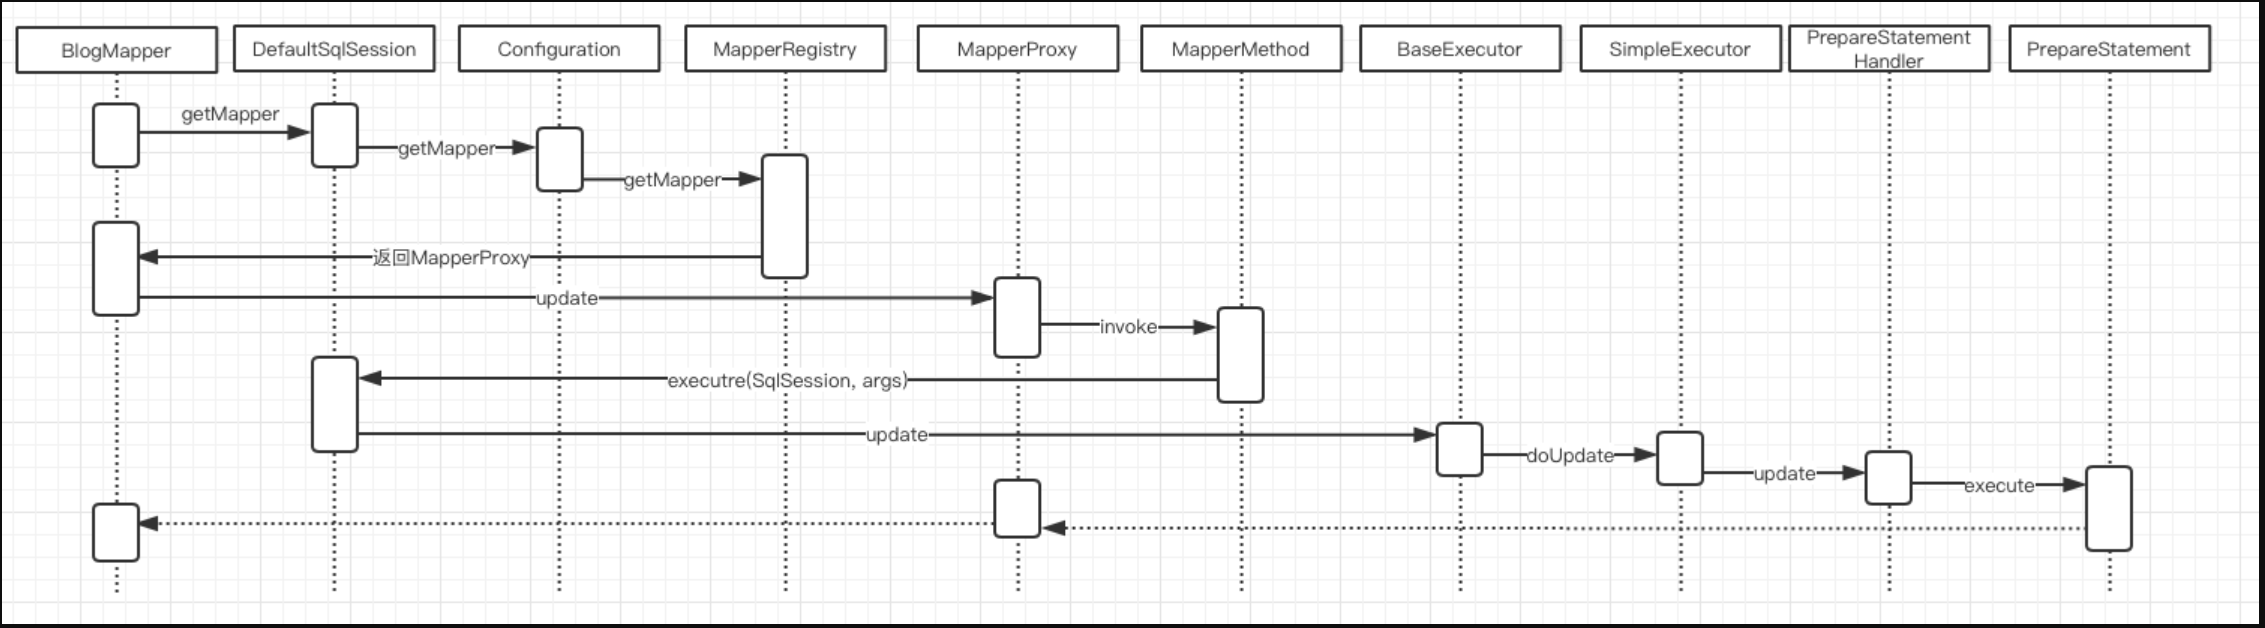 BlogMapper
DefaultSqlSession
Configuration
MapperRegistry
MapperProxy
MapperMethod
BaseExecutor
SimpleExecutor
PrepareStatement
Handler
PrepareStatement
getMapper
getMapper
getMapper
返回MapperProxy
update
invoke
executre(SqlSession, args)
update
doUpdate
update
execute